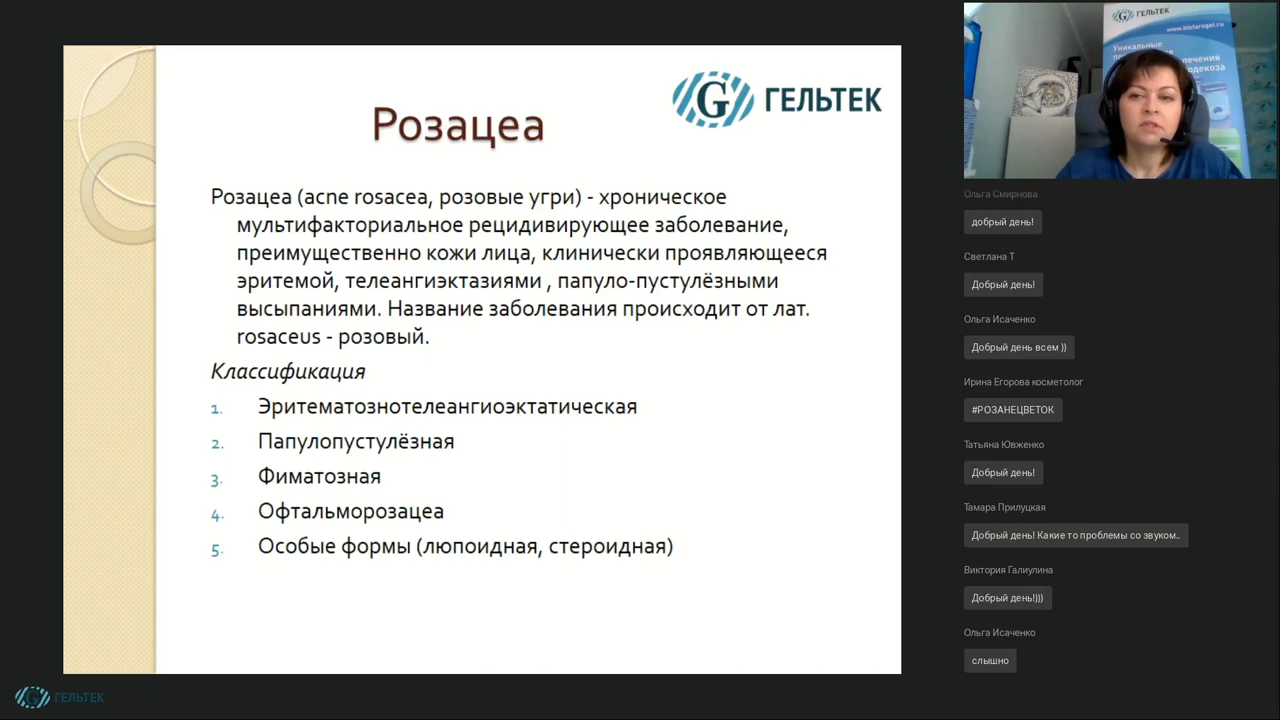 Розацеа
ГЕЛЬТЕК
Розацеа (acne rosacea, розовые угри) - хроническое
мультифакториальное рецидивирующее заболевание,
преимущественно кожи лица, клинически проявляющееся
эритемой, телеангиэктазиями , папуло-пустулёзными
высыпаниями. Название заболевания происходит от лат.
rosaceus - розовый.
Классификация
1. Эритематознотелеангиоэктатическая
2. Папулопустулёзная
3. Фиматозная
4. Офтальморозацеа
5. Особые формы (люпоидная, стероидная)
ГЕЛЬТЕК
ГЕЛЬТЕК
www.blefarogel.ru
Уникальные
Ольга Смирнова
добрый день!
Светлана Т
Добрый день!
Ольга Исаченко
Добрый день всем ))
Ирина Егорова косметолог
#РОЗАНЕЦВЕТОК
Татьяна Ювженко
Добрый день!
Тамара Прилуцкая
Добрый день! Какие то проблемы со звуком..
Виктория Галиулина
Добрый день!)))
Ольга Исаченко
слышно